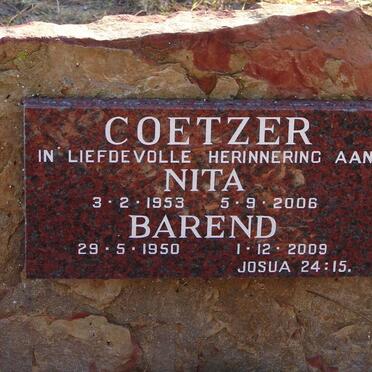 COETZER
IN LIEFDEVOLLE HERINNERING AAN
NITA
3·2·1953 5·9·2006
BAREND
29·5·1950 1·12·2009
JOSUA 24:15.